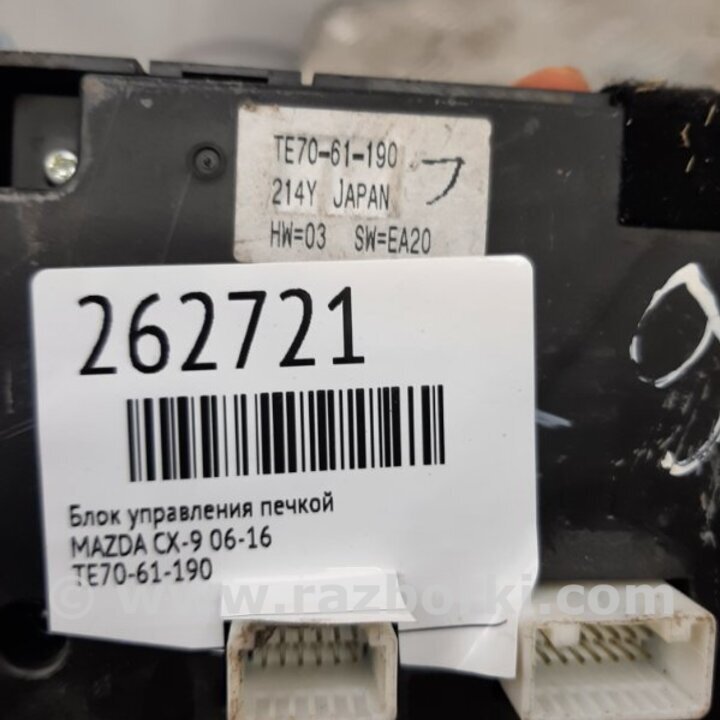 TE70-61-190
214Y JAPAN フ
HW=03 SW=EA20
262721
Блок управления печкой
MAZDA CX-9 06-16
TE70-61-190
© www.razborki.com